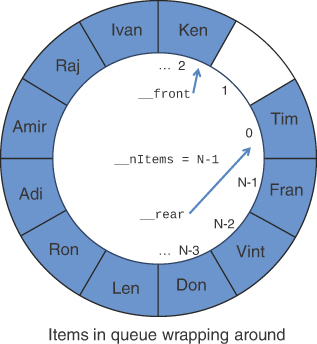 Ivan
Ken
Raj
... 2
__front
1
Amir
Tim
0
__nItems = N-1
N-1
Adi
Fran
__rear
N-2
Ron
... N-3
Vint
Len
Don
Items in queue wrapping around